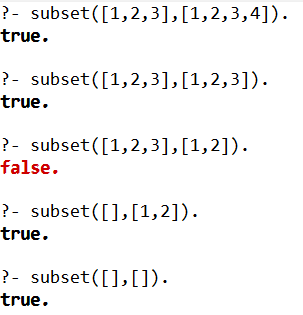 ?- subset([1,2,3],[1,2,3,4]).
true.
?- subset([1,2,3],[1,2,3]).
true.
?- subset([1,2,3],[1,2]).
false.
?- subset([],[1,2]).
true.
?- subset([],[]).
true.